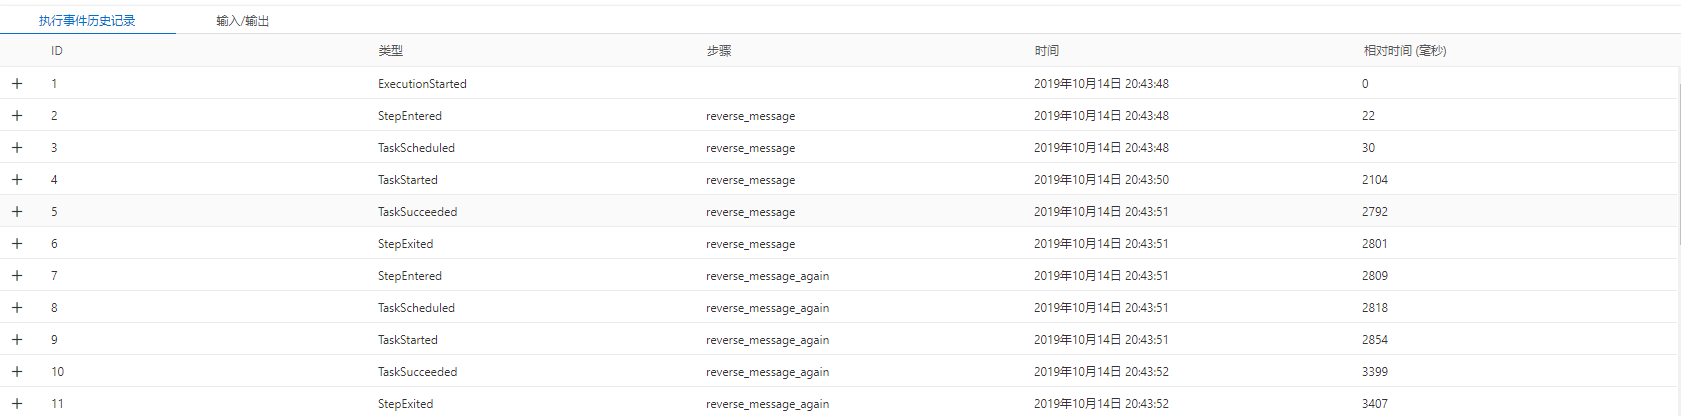 执行事件历史记录 输入/输出
ID 类型 步骤 时间 相对时间 (毫秒)
1 ExecutionStarted 2019年10月14日 20:43:48 0
2 StepEntered reverse_message 2019年10月14日 20:43:48 22
3 TaskScheduled reverse_message 2019年10月14日 20:43:48 30
4 TaskStarted reverse_message 2019年10月14日 20:43:50 2104
5 TaskSucceeded reverse_message 2019年10月14日 20:43:51 2792
6 StepExited reverse_message 2019年10月14日 20:43:51 2801
7 StepEntered reverse_message_again 2019年10月14日 20:43:51 2809
8 TaskScheduled reverse_message_again 2019年10月14日 20:43:51 2818
9 TaskStarted reverse_message_again 2019年10月14日 20:43:51 2854
10 TaskSucceeded reverse_message_again 2019年10月14日 20:43:52 3399
11 StepExited reverse_message_again 2019年10月14日 20:43:52 3407